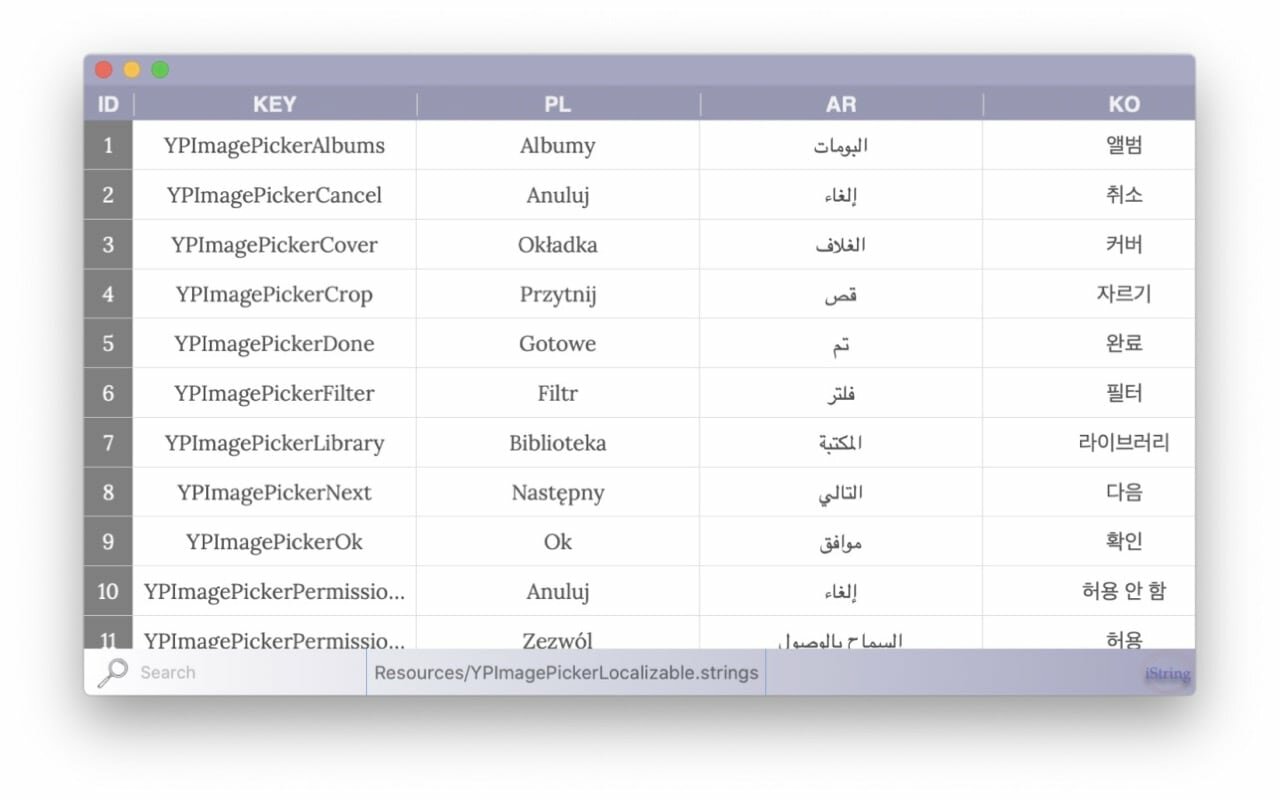 ID KEY PL AR KO
1 YPImagePickerAlbums Albumy البومات 앨범
2 YPImagePickerCancel Anuluj إلغاء 취소
3 YPImagePickerCover Okładka الغلاف 커버
4 YPImagePickerCrop Przytnij قص 자르기
5 YPImagePickerDone Gotowe تم 완료
6 YPImagePickerFilter Filtr فلتر 필터
7 YPImagePickerLibrary Biblioteka المكتبة 라이브러리
8 YPImagePickerNext Następny التالي 다음
9 YPImagePickerOk Ok موافق 확인
10 YPImagePickerPermissio... Anuluj إلغاء 허용 안 함
11 YPImagePickerPermissio... Zezwól السماح بالوصول 허용
Search Resources/YPImagePickerLocalizable.strings iString